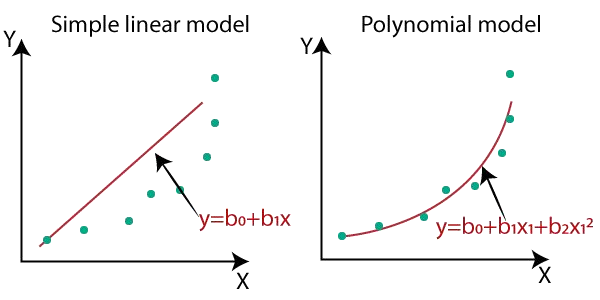 Simple linear model
Polynomial model
Y
Y
y=b₀+b₁x
y=b₀+b₁x₁+b₂x₁²
X
X